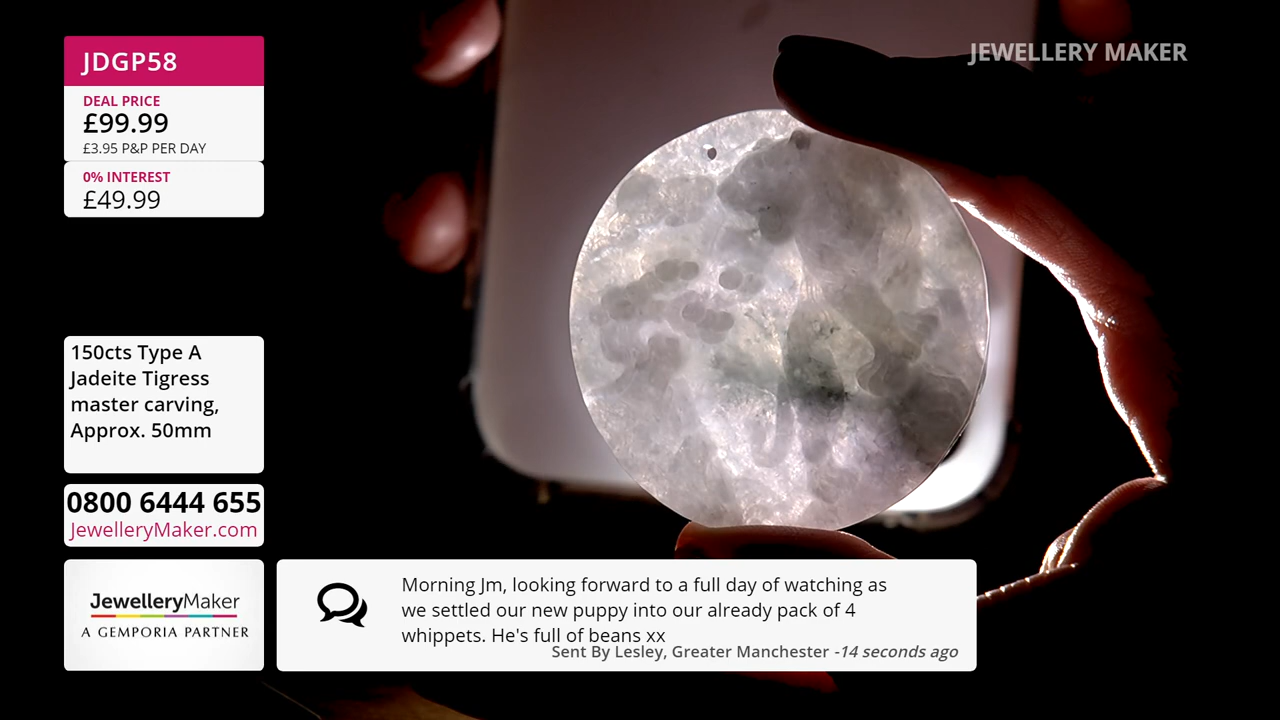 JDGP58
DEAL PRICE
£99.99
£3.95 P&P PER DAY
0% INTEREST
£49.99
150cts Type A
Jadeite Tigress
master carving,
Approx. 50mm
0800 6444 655
JewelleryMaker.com
JewelleryMaker
A GEMPORIA PARTNER
JEWELLERY MAKER
Morning Jm, looking forward to a full day of watching as
we settled our new puppy into our already pack of 4
whippets. He's full of beans xx
Sent By Lesley, Greater Manchester -14 seconds ago